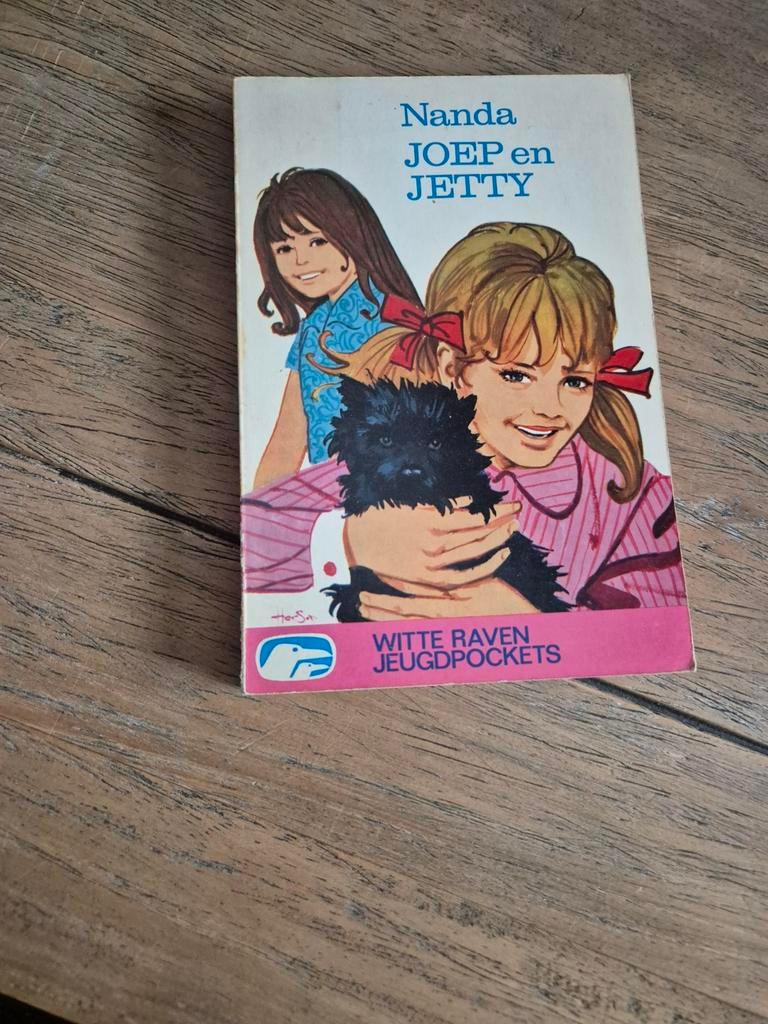 Nanda
JOEP en
JETTY
WITTE RAVEN
JEUGDPOCKETS